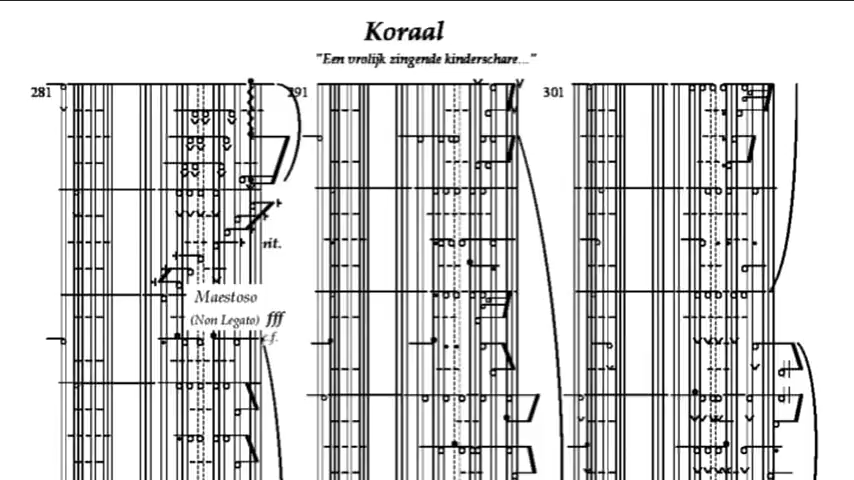 Koraal
"Een vrolijk zingende kinderschare..."
281
291
301
rit.
Maestoso
(Non Legato) fff
c.f.